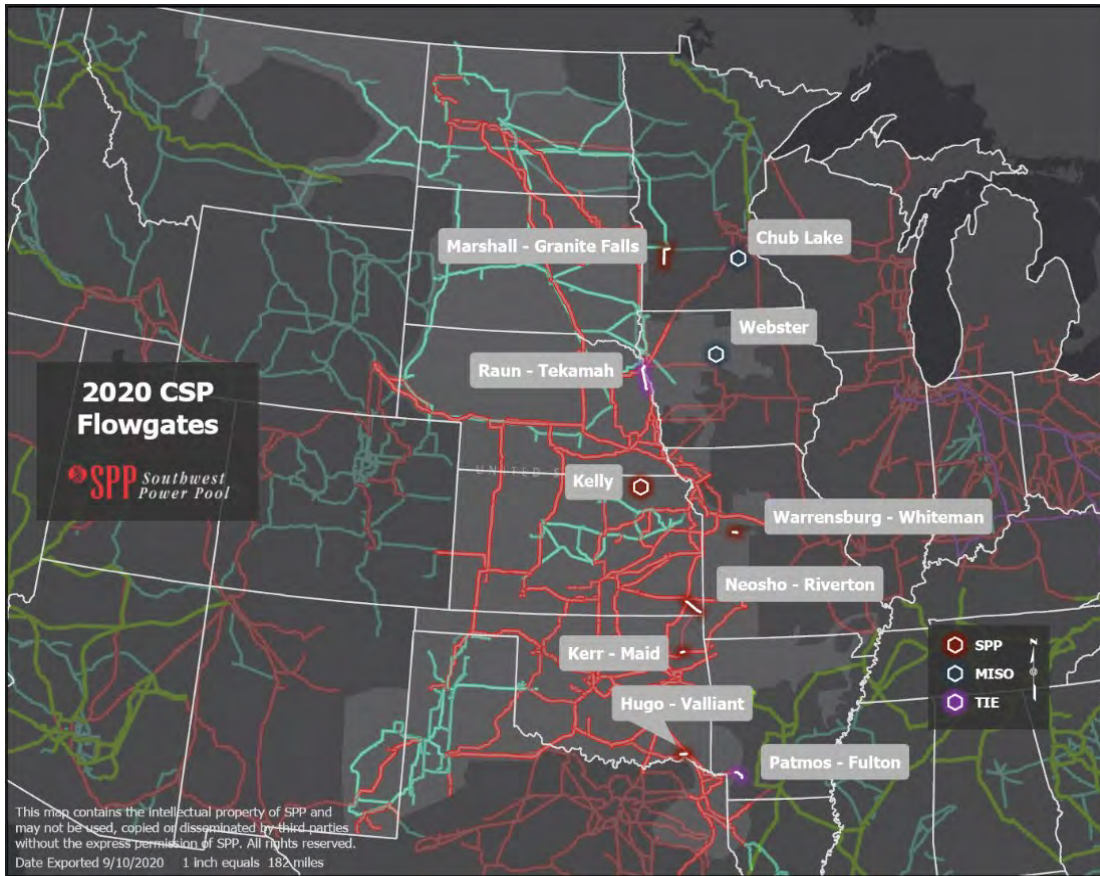 Marshall - Granite Falls
Chub Lake
Webster
Raun - Tekamah
2020 CSP
Flowgates
SPP Southwest
Power Pool
UNITED S
Kelly
Warrensburg - Whiteman
Neosho - Riverton
Kerr - Maid
Hugo - Valliant
Patmos - Fulton
SPP
MISO
TIE
N
This map contains the intellectual property of SPP and
may not be used, copied or disseminated by third parties
without the express permission of SPP. All rights reserved.
Date Exported 9/10/2020 1 inch equals 182 miles